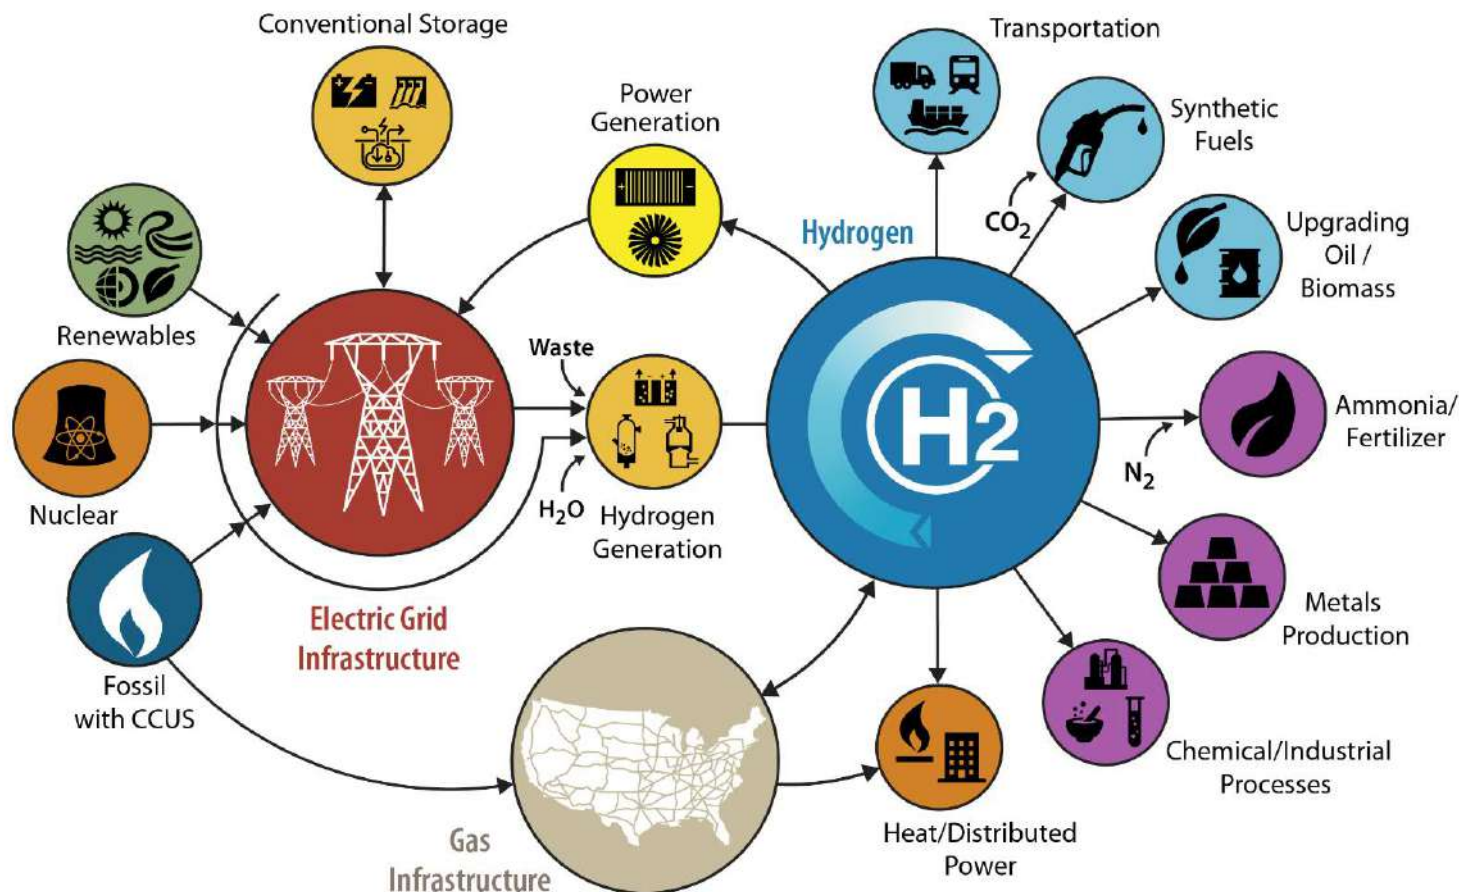 Conventional Storage
Transportation
Power
Generation
Synthetic
Fuels
CO2
Hydrogen
Upgrading
Oil /
Biomass
Renewables
Waste
H2
Ammonia/
Fertilizer
N2
Nuclear
H2O
Hydrogen
Generation
Electric Grid
Infrastructure
Metals
Production
Fossil
with CCUS
Chemical/Industrial
Processes
Gas
Infrastructure
Heat/Distributed
Power